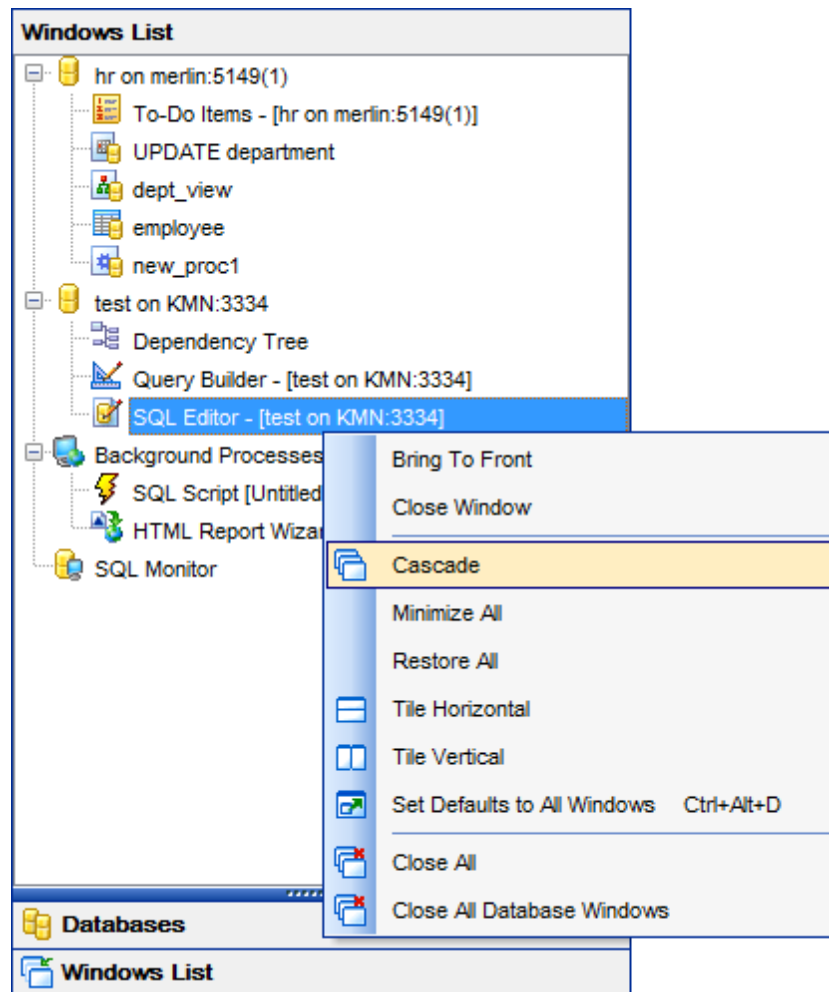 Windows List
hr on merlin:5149(1)
To-Do Items - [hr on merlin:5149(1)]
UPDATE department
dept_view
employee
new_proc1
test on KMN:3334
Dependency Tree
Query Builder - [test on KMN:3334]
SQL Editor - [test on KMN:3334]
Background Processes
SQL Script [Untitled
HTML Report Wizar
SQL Monitor
Bring To Front
Close Window
Cascade
Minimize All
Restore All
Tile Horizontal
Tile Vertical
Set Defaults to All Windows Ctrl+Alt+D
Close All
Close All Database Windows
Databases
Windows List